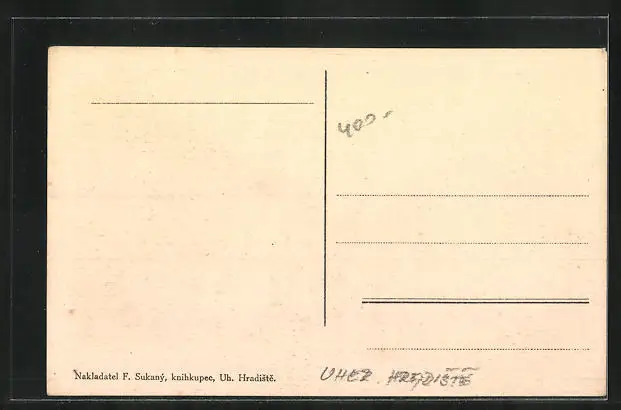 400,-
Nakladatel F. Sukaný, knihkupec, Uh. Hradiště.
UHER. HRADIŠTĚ